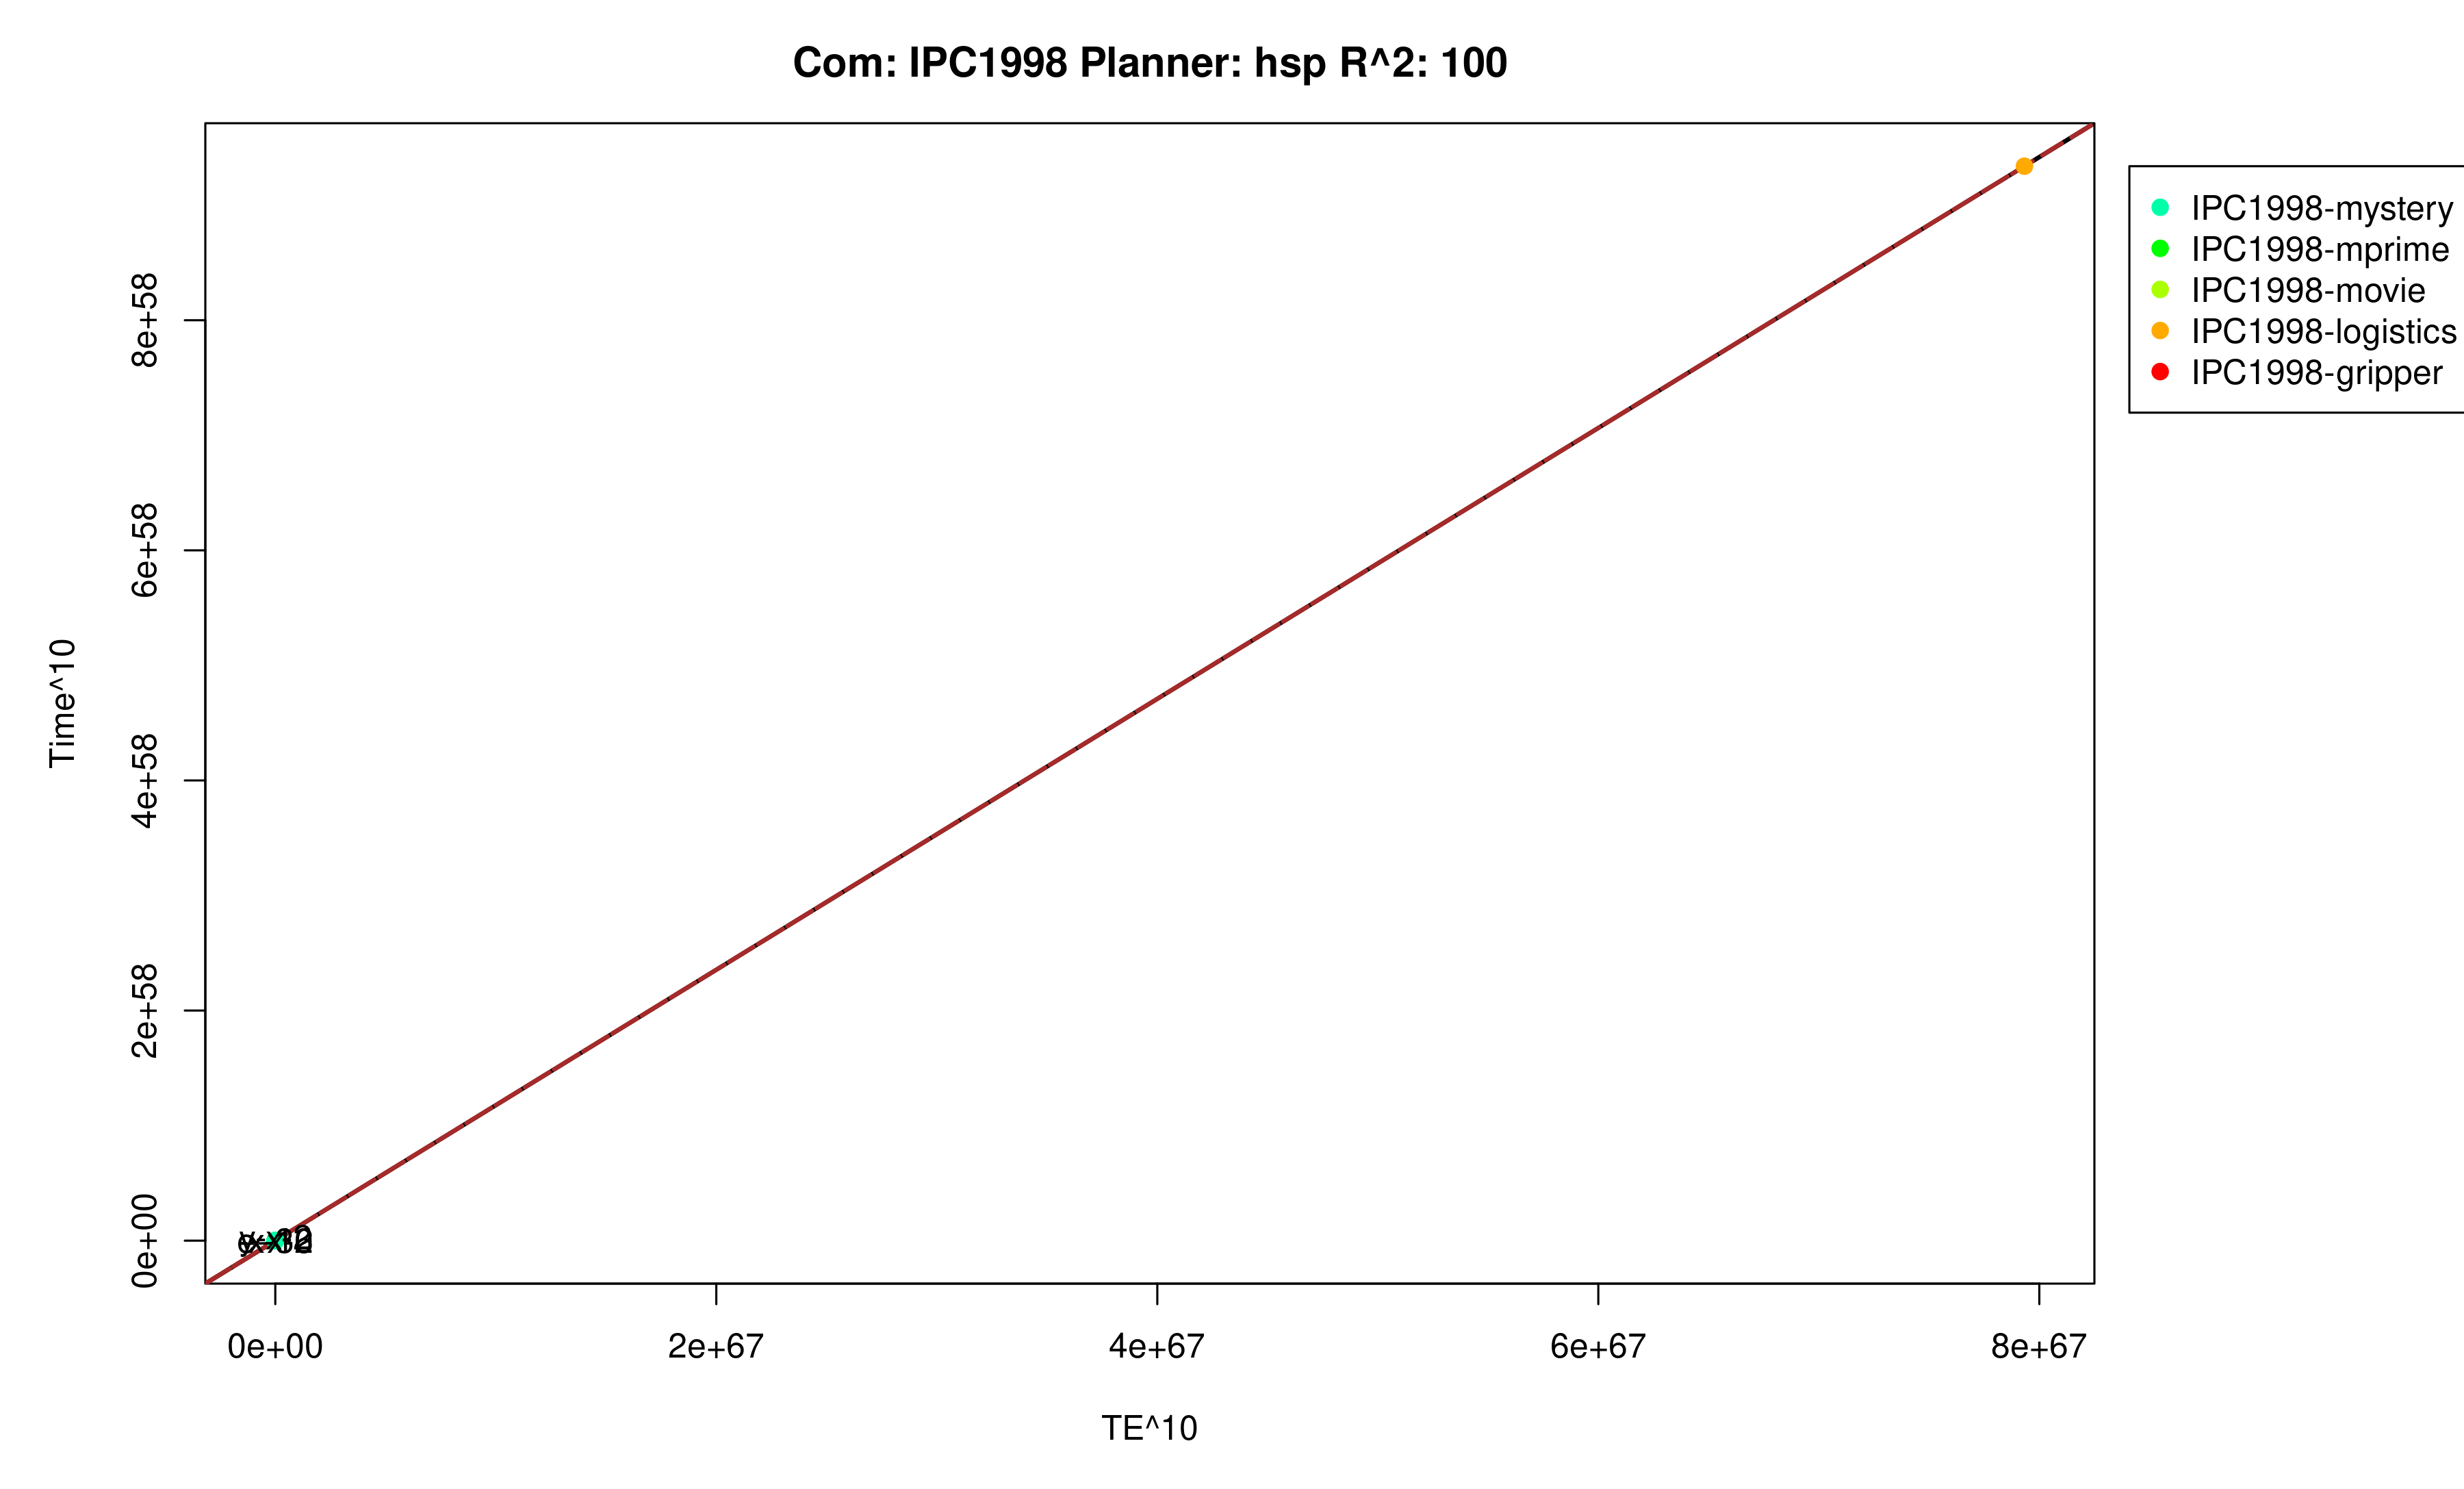 Com: IPC1998 Planner: hsp R^2: 100
Time^10
8e+58
6e+58
4e+58
2e+58
0e+00
0e+00
2e+67
4e+67
6e+67
8e+67
TE^10
IPC1998-mystery
IPC1998-mprime
IPC1998-movie
IPC1998-logistics
IPC1998-gripper